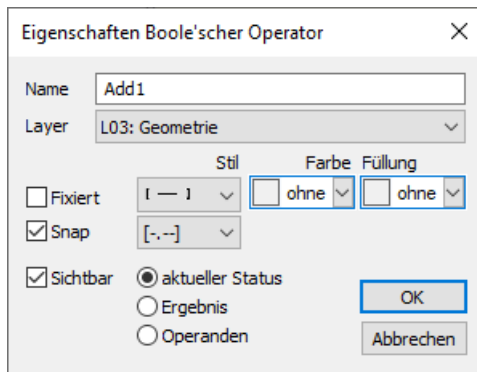 Eigenschaften Boole'scher Operator
Name Add1
Layer L03: Geometrie
Stil Farbe Füllung
Fixiert [ — ] ohne ohne
Snap [-.--]
Sichtbar aktueller Status
Ergebnis OK
Operanden Abbrechen